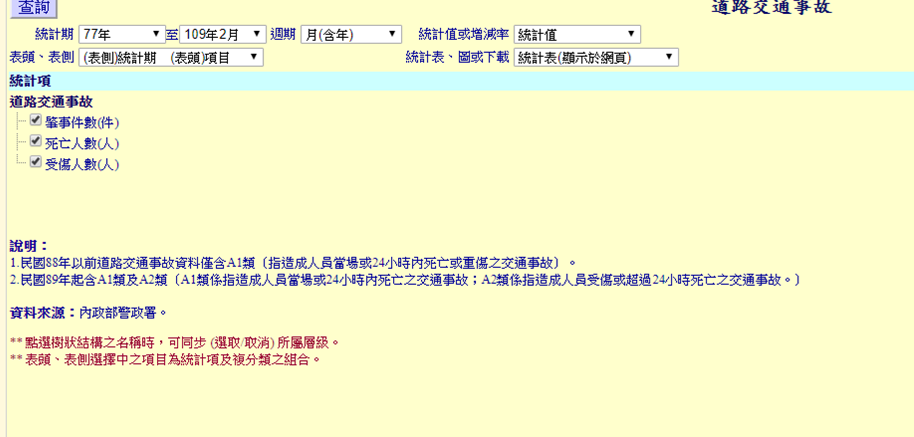 查詢
道路交通事故
統計期 77年 至 109年2月 週期 月(含年) 統計值或增減率 統計值
表頭、表側 (表側)統計期 (表頭)項目 統計表、圖或下載 統計表(顯示於網頁)
統計項
道路交通事故
肇事件數(件)
死亡人數(人)
受傷人數(人)
說明：
1.民國88年以前道路交通事故資料僅含A1類〔指造成人員當場或24小時內死亡或重傷之交通事故〕。
2.民國89年起含A1類及A2類〔A1類係指造成人員當場或24小時內死亡之交通事故；A2類係指造成人員受傷或超過24小時死亡之交通事故。〕
資料來源：內政部警政署。
** 點選樹狀結構之名稱時，可同步 (選取/取消) 所屬層級。
** 表頭、表側選擇中之項目為統計項及複分類之組合。